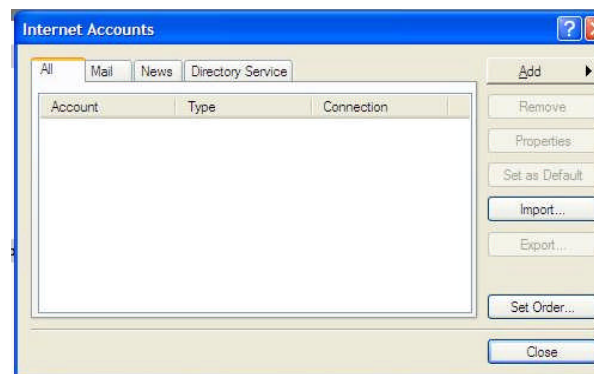 Internet Accounts
All Mail News Directory Service
Add
Account Type Connection
Remove
Properties
Set as Default
Import...
Export...
Set Order...
Close